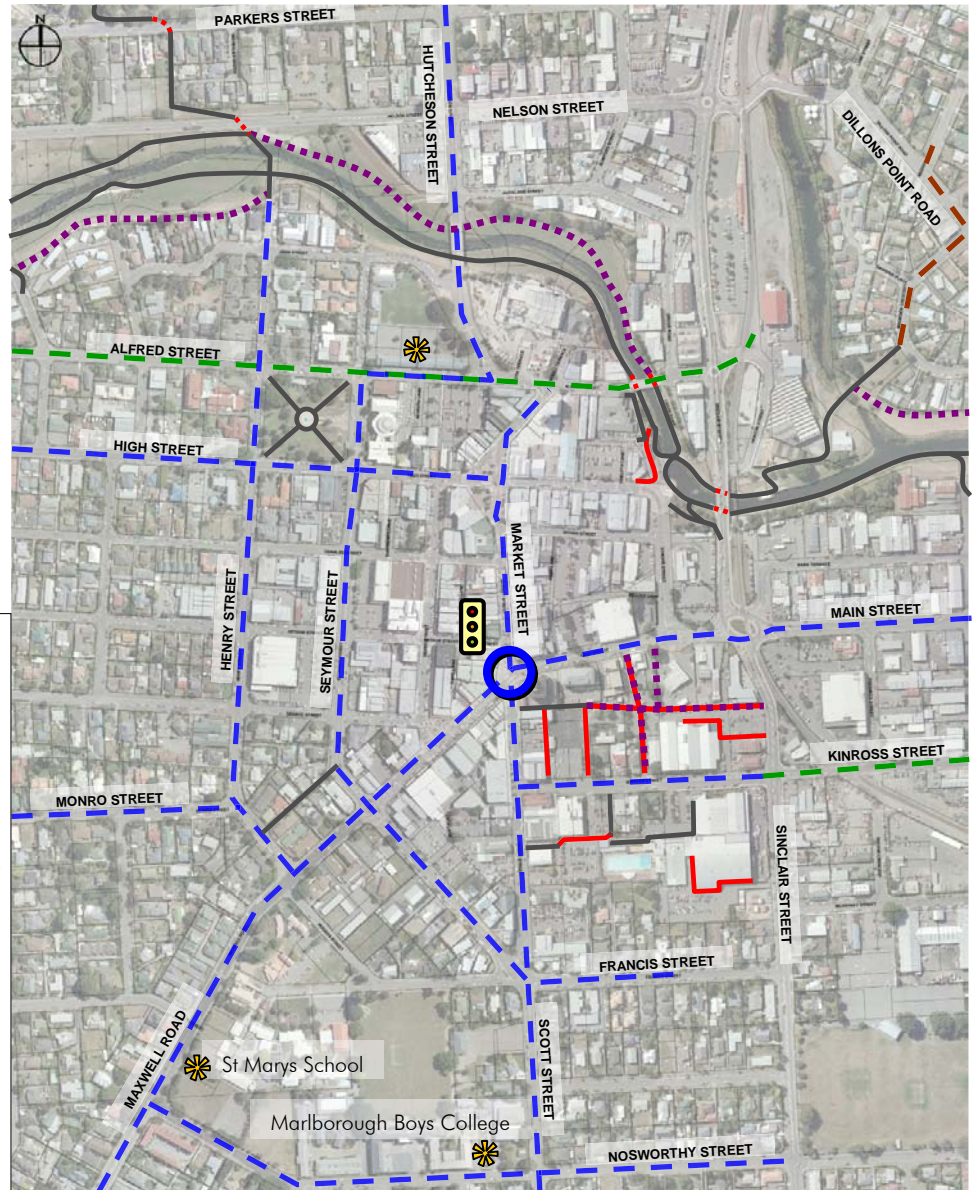 N
PARKERS STREET
HUTCHESON STREET
NELSON STREET
DILLONS POINT ROAD
ALFRED STREET
HIGH STREET
MARKET STREET
HENRY STREET
SEYMOUR STREET
MAIN STREET
KINROSS STREET
MONRO STREET
SINCLAIR STREET
FRANCIS STREET
MAXWELL ROAD
SCOTT STREET
St Marys School
Marlborough Boys College
NOSWORTHY STREET